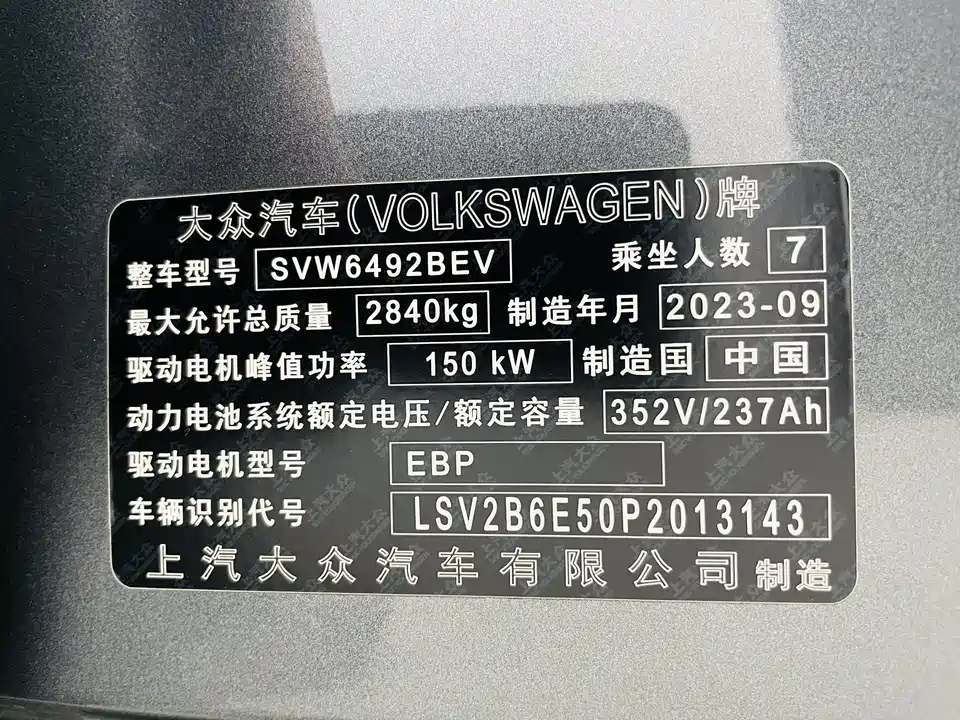 大众汽车(VOLKSWAGEN)牌
整车型号 SVW6492BEV 乘坐人数 7
最大允许总质量 2840kg 制造年月 2023-09
驱动电机峰值功率 150 kW 制造国 中国
动力电池系统额定电压/额定容量 352V/237Ah
驱动电机型号 EBP
车辆识别代号 LSV2B6E50P2013143
上汽大众汽车有限公司 制造